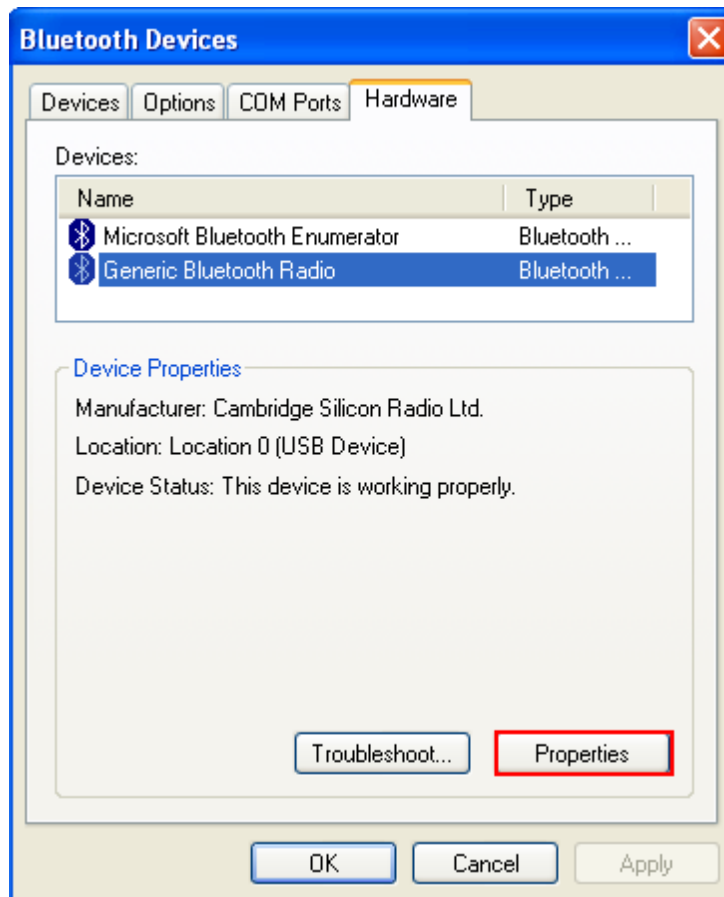 Bluetooth Devices
Devices Options COM Ports Hardware
Devices:
Name Type
Microsoft Bluetooth Enumerator Bluetooth ...
Generic Bluetooth Radio Bluetooth ...
Device Properties
Manufacturer: Cambridge Silicon Radio Ltd.
Location: Location 0 (USB Device)
Device Status: This device is working properly.
Troubleshoot... Properties
OK Cancel Apply